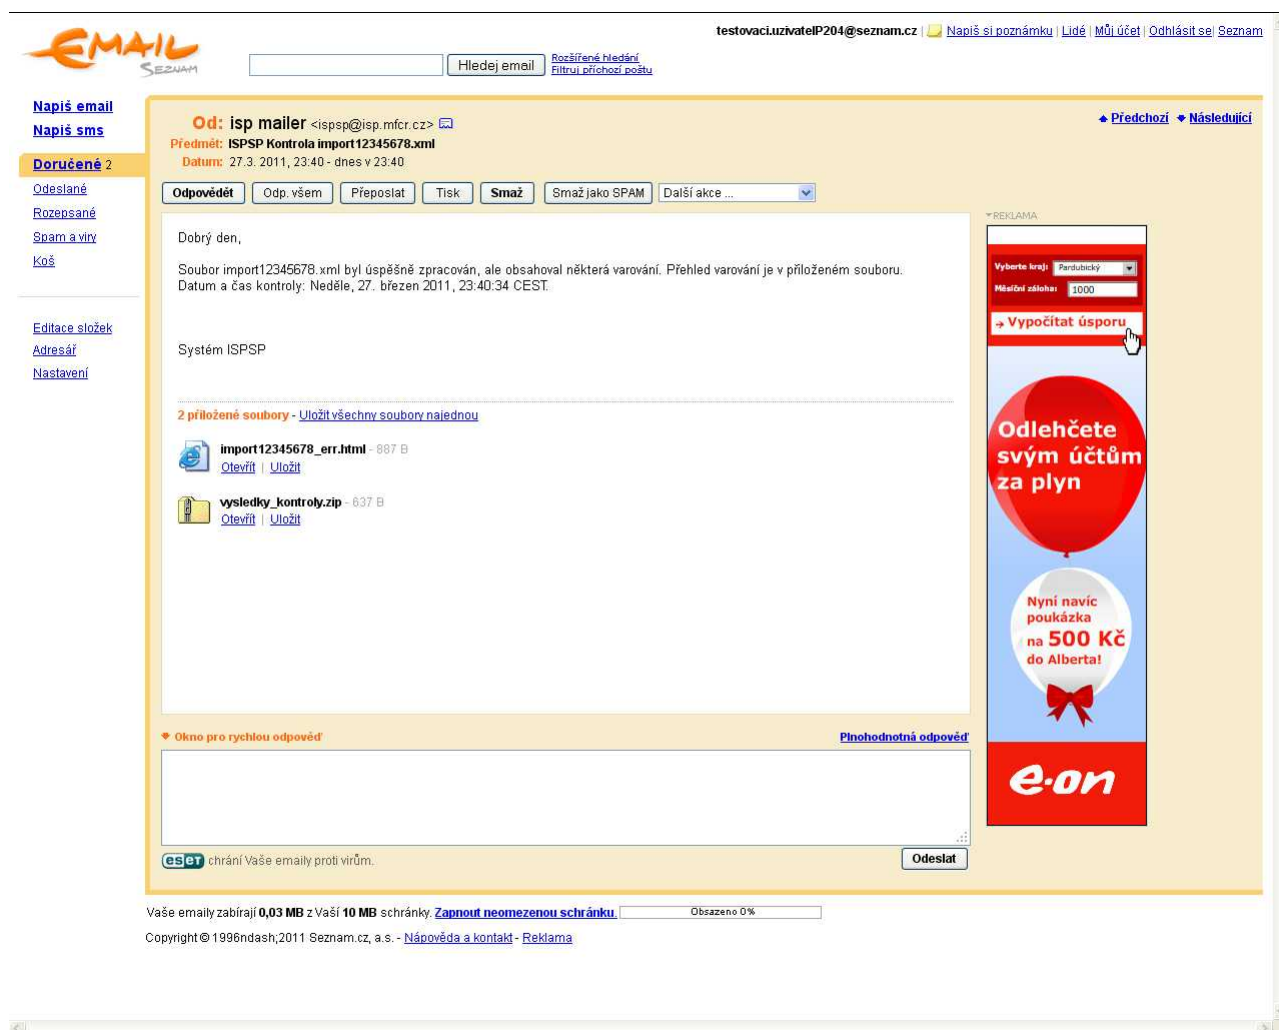 EMAIL
SEZNAM
testovaci.uzivatelP204@seznam.cz | Napiš si poznámku | Lidé | Můj účet | Odhlásit se| Seznam
Hledej email
Rozšířené hledání
Filtruj příchozí poštu
Napiš email
Napiš sms
Doručené 2
Odeslané
Rozepsané
Spam a viry
Koš
Editace složek
Adresář
Nastavení
Od: isp mailer <ispsp@isp.mfcr.cz>
Předchozí Následující
Předmět: ISPSP Kontrola import12345678.xml
Datum: 27.3. 2011, 23:40 - dnes v 23:40
Odpovědět Odp. všem Přeposlat Tisk Smaž Smaž jako SPAM Další akce ...
Dobrý den,
Soubor import12345678.xml byl úspěšně zpracován, ale obsahoval některá varování. Přehled varování je v přiloženém souboru.
Datum a čas kontroly: Neděle, 27. březen 2011, 23:40:34 CEST.
Systém ISPSP
2 přiložené soubory - Uložit všechny soubory najednou
import12345678_err.html - 887 B
Otevřít | Uložit
vysledky_kontroly.zip - 637 B
Otevřít | Uložit
REKLAMA
Vyberte kraj: Pardubický
Měsíční záloha: 1000
Vypočítat úsporu
Odlehčete
svým účtům
za plyn
Nyní navíc
poukázka
na 500 Kč
do Alberta!
e·on
Okno pro rychlou odpověď
Plnohodnotná odpověď
eset chrání Vaše emaily proti virům.
Odeslat
Vaše emaily zabírají 0,03 MB z Vaší 10 MB schránky. Zapnout neomezenou schránku. Obsazeno 0%
Copyright © 1996ndash;2011 Seznam.cz, a.s. - Nápověda a kontakt - Reklama